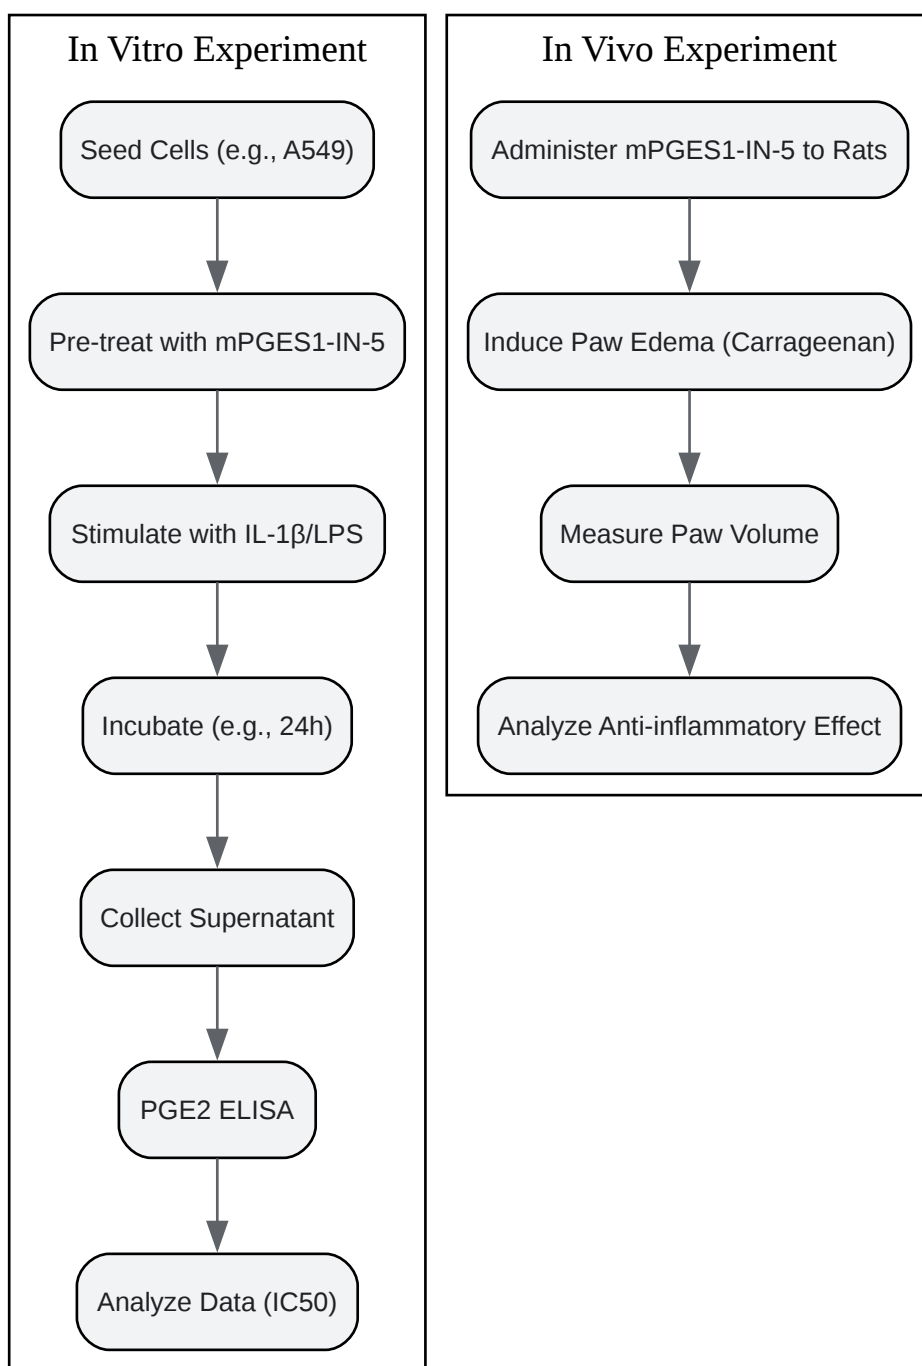 In Vitro Experiment
Seed Cells (e.g., A549)
Pre-treat with mPGES1-IN-5
Stimulate with IL-1β/LPS
Incubate (e.g., 24h)
Collect Supernatant
PGE2 ELISA
Analyze Data (IC50)
In Vivo Experiment
Administer mPGES1-IN-5 to Rats
Induce Paw Edema (Carrageenan)
Measure Paw Volume
Analyze Anti-inflammatory Effect